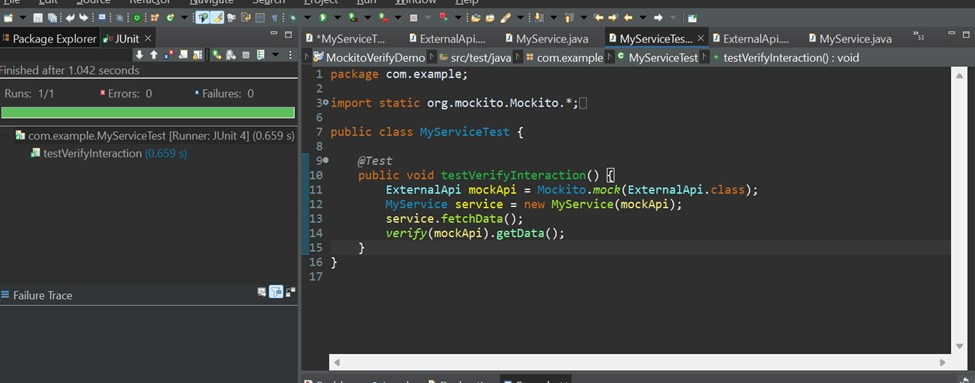 File Edit Source Refactor Navigate Search Project Run Window Help
Package Explorer JUnit ×
Finished after 1.042 seconds
Runs: 1/1 Errors: 0 Failures: 0
com.example.MyServiceTest [Runner: JUnit 4] (0.659 s)
testVerifyInteraction (0.659 s)
Failure Trace
*MyServiceT... ExternalApi.... MyService.java MyServiceTes... × ExternalApi.... MyService.java »53
MockitoVerifyDemo src/test/java com.example MyServiceTest testVerifyInteraction() : void
1 package com.example;
2
3 import static org.mockito.Mockito.*;
6
7 public class MyServiceTest {
8
9 @Test
10 public void testVerifyInteraction() {
11 ExternalApi mockApi = Mockito.mock(ExternalApi.class);
12 MyService service = new MyService(mockApi);
13 service.fetchData();
14 verify(mockApi).getData();
15 }
16 }
17